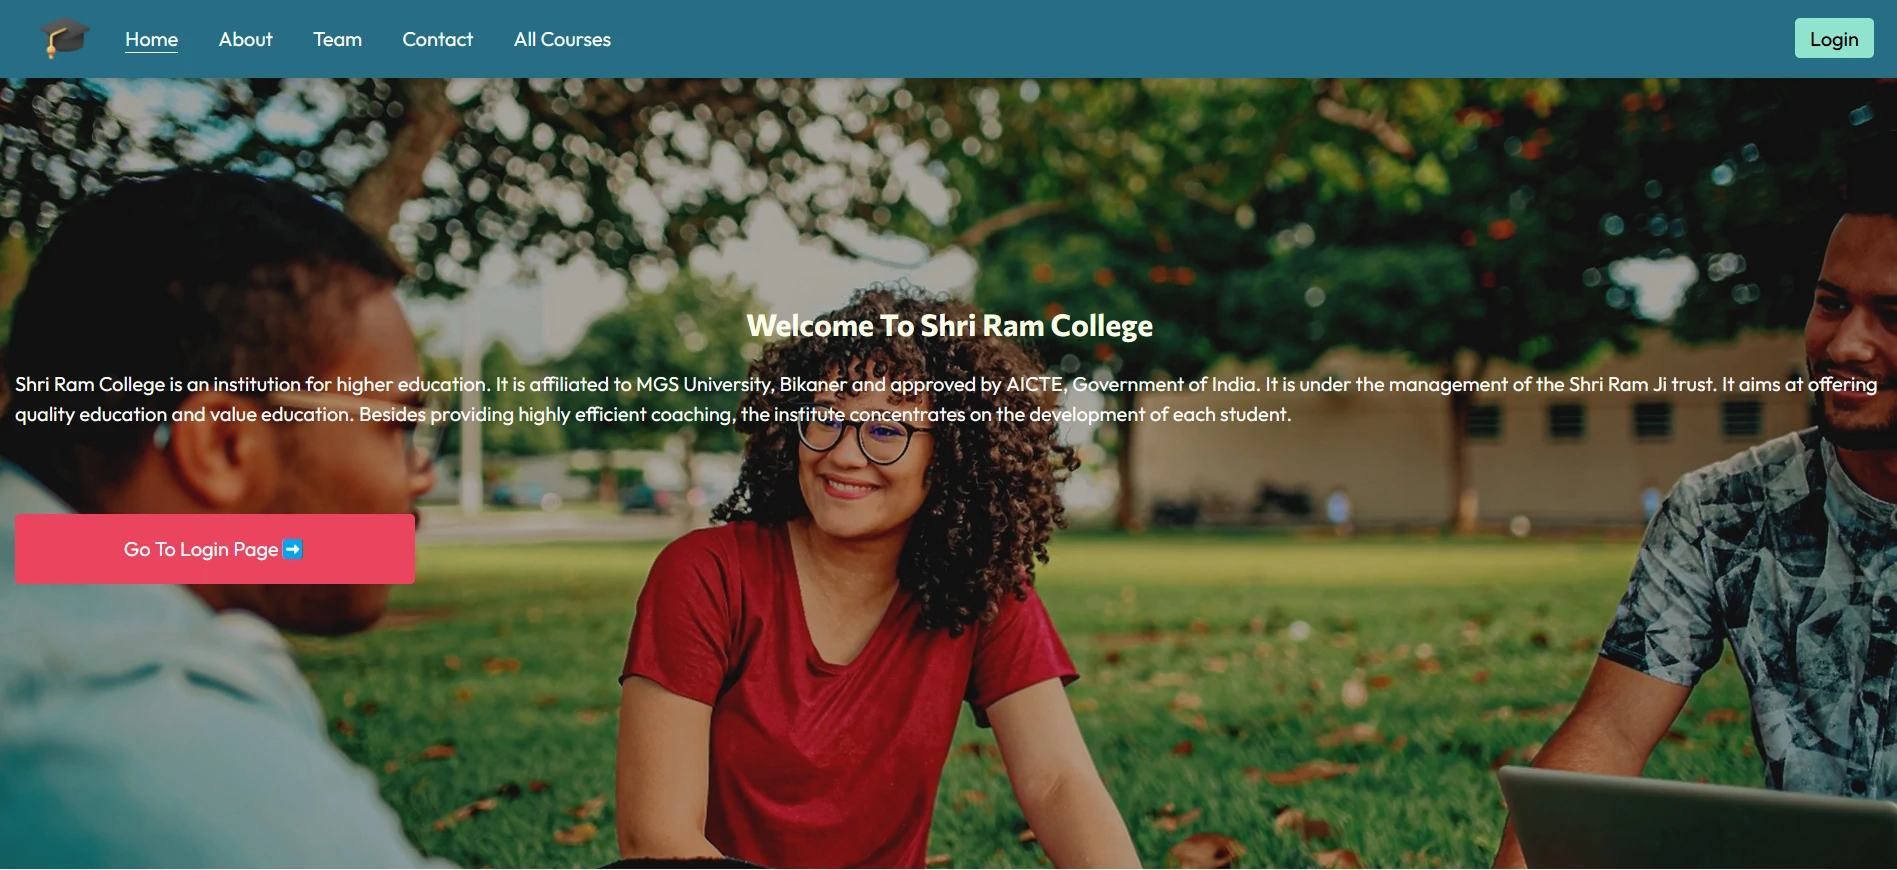 Home About Team Contact All Courses Login
Welcome To Shri Ram College
Shri Ram College is an institution for higher education. It is affiliated to MGS University, Bikaner and approved by AICTE, Government of India. It is under the management of the Shri Ram Ji trust. It aims at offering
quality education and value education. Besides providing highly efficient coaching, the institute concentrates on the development of each student.
Go To Login Page ➡️